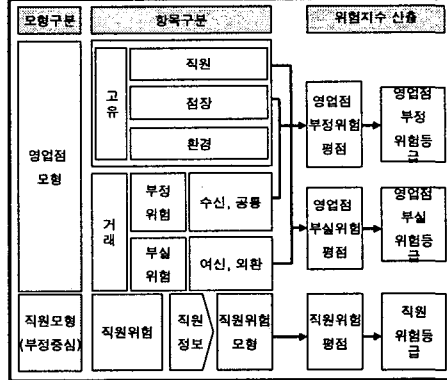 모형구분
항목구분
위험지수 산출
영업점
모형
고
유
직원
점장
환경
거
래
부정
위험
수신, 공통
부실
위험
여신, 외환
영업점
부정위험
평점
영업점
부정
위험등
급
영업점
부실위험
평점
영업점
부실
위험등
급
직원모형
(부정중심)
직원위험
직원
정보
직원위험
모형
직원위험
평점
직원
위험등
급